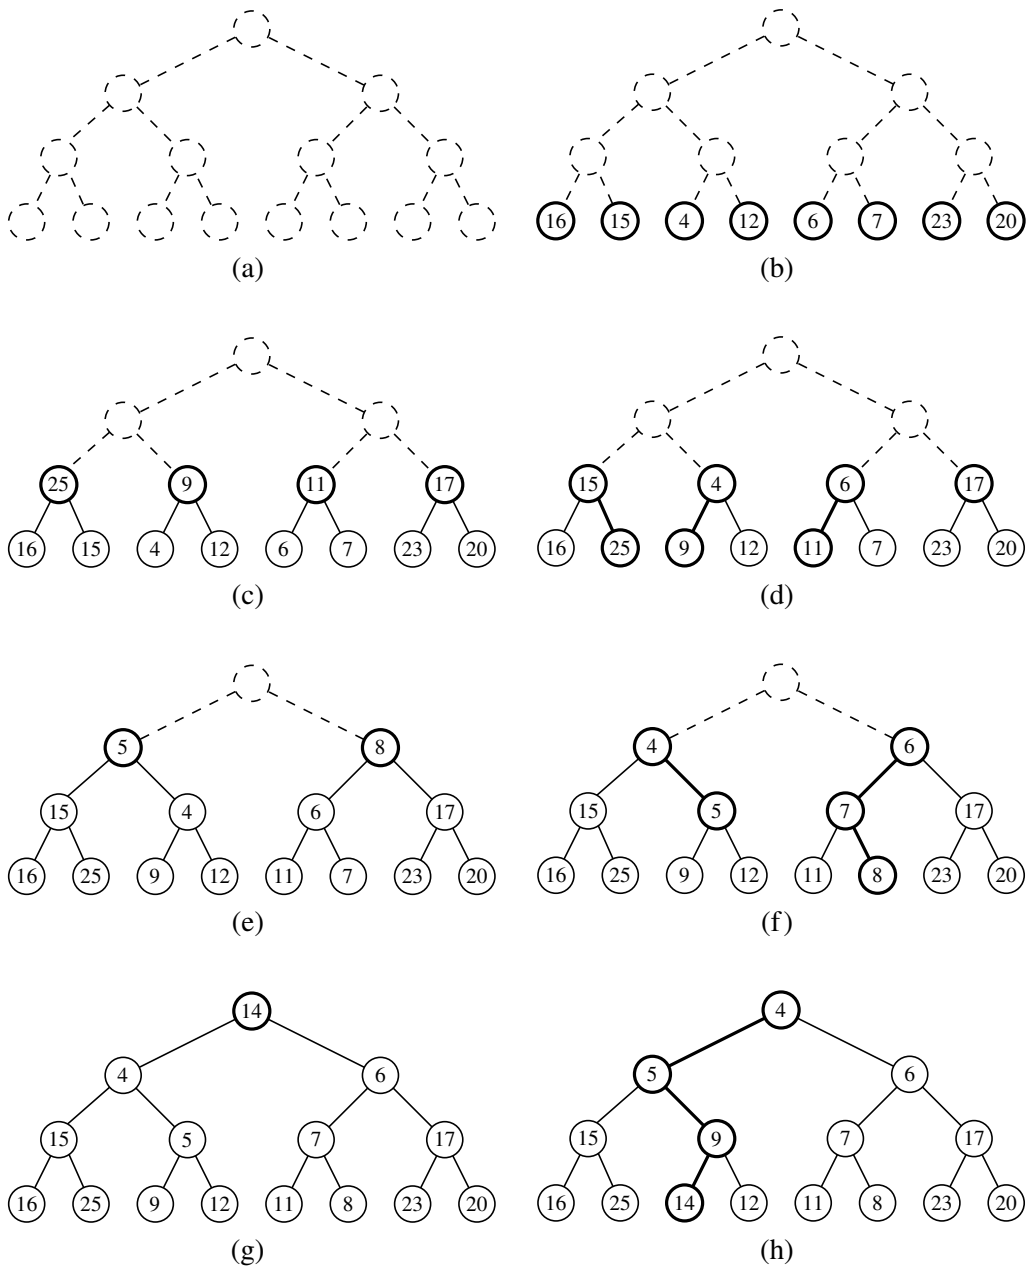 16 15 4 12 6 7 23 20
(a) (b)
25 9 11 17 15 4 6 17
16 15 4 12 6 7 23 20 16 25 9 12 11 7 23 20
(c) (d)
5 8 4 6
15 4 6 17 15 5 7 17
16 25 9 12 11 7 23 20 16 25 9 12 11 8 23 20
(e) (f)
14 4
4 6 5 6
15 5 7 17 15 9 7 17
16 25 9 12 11 8 23 20 16 25 14 12 11 8 23 20
(g) (h)